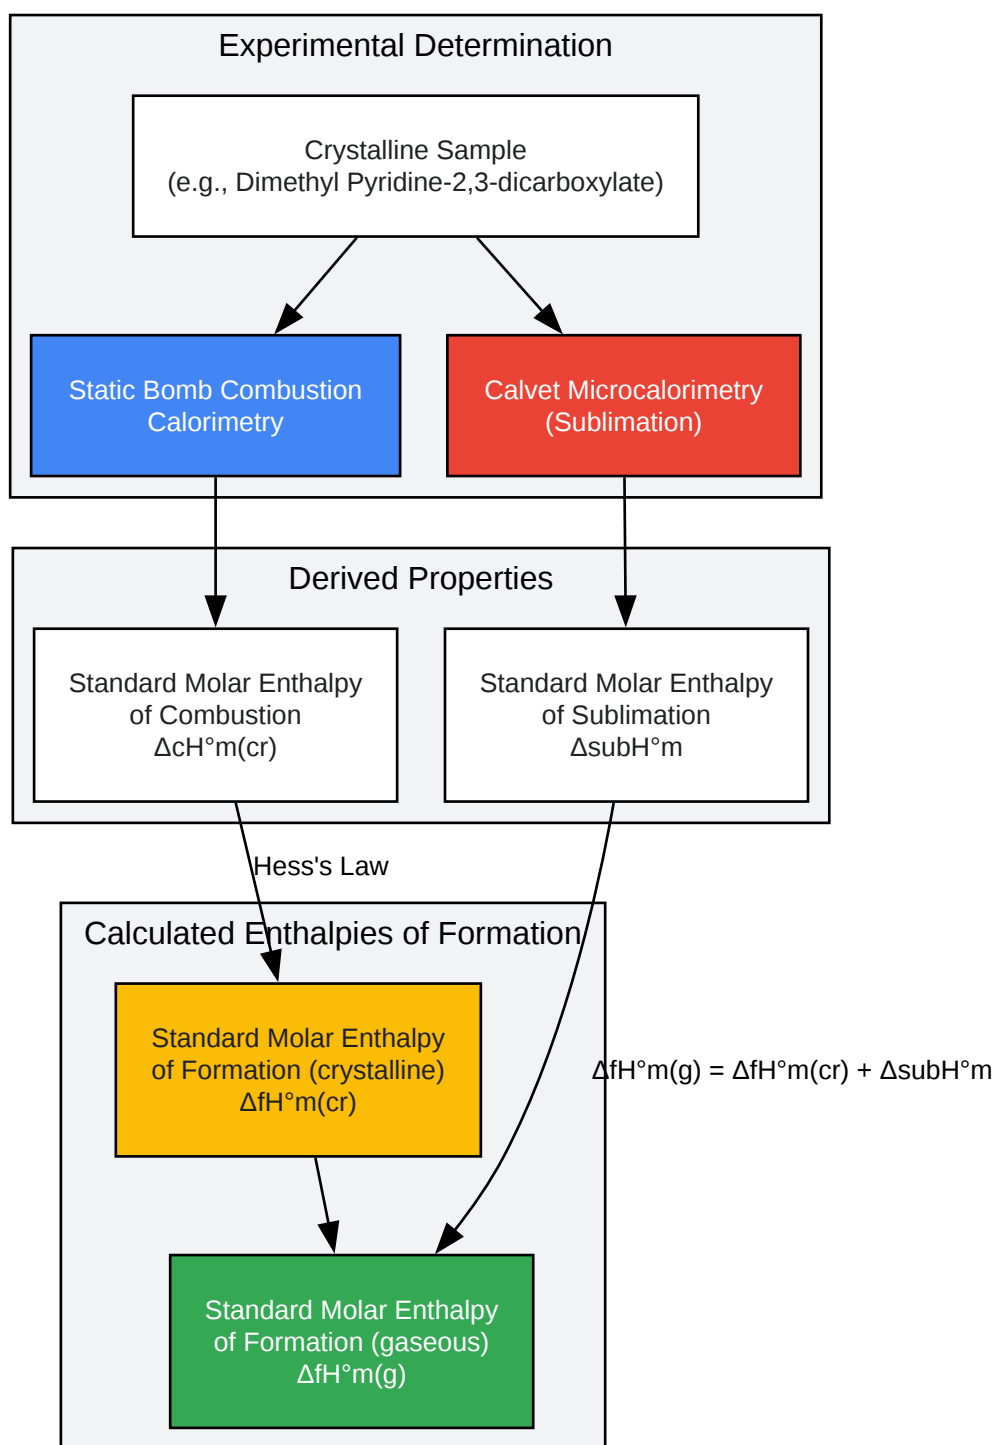 Experimental Determination
Crystalline Sample
(e.g., Dimethyl Pyridine-2,3-dicarboxylate)
Static Bomb Combustion
Calorimetry
Calvet Microcalorimetry
(Sublimation)
Derived Properties
Standard Molar Enthalpy
of Combustion
ΔcH°m(cr)
Standard Molar Enthalpy
of Sublimation
ΔsubH°m
Hess's Law
Calculated Enthalpies of Formation
Standard Molar Enthalpy
of Formation (crystalline)
ΔfH°m(cr)
ΔfH°m(g) = ΔfH°m(cr) + ΔsubH°m
Standard Molar Enthalpy
of Formation (gaseous)
ΔfH°m(g)